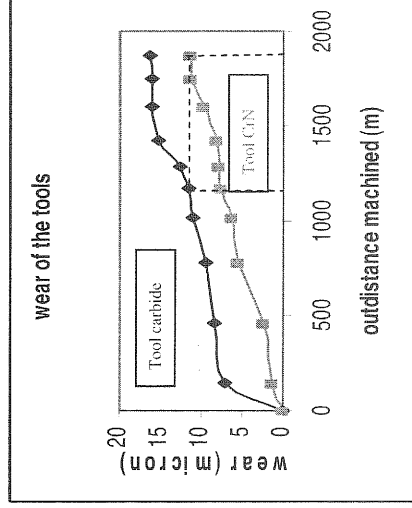 wear of the tools
wear (micron)
20
15
10
5
0
Tool carbide
Tool CrN
0
500
1000
1500
2000
outdistance machined (m)